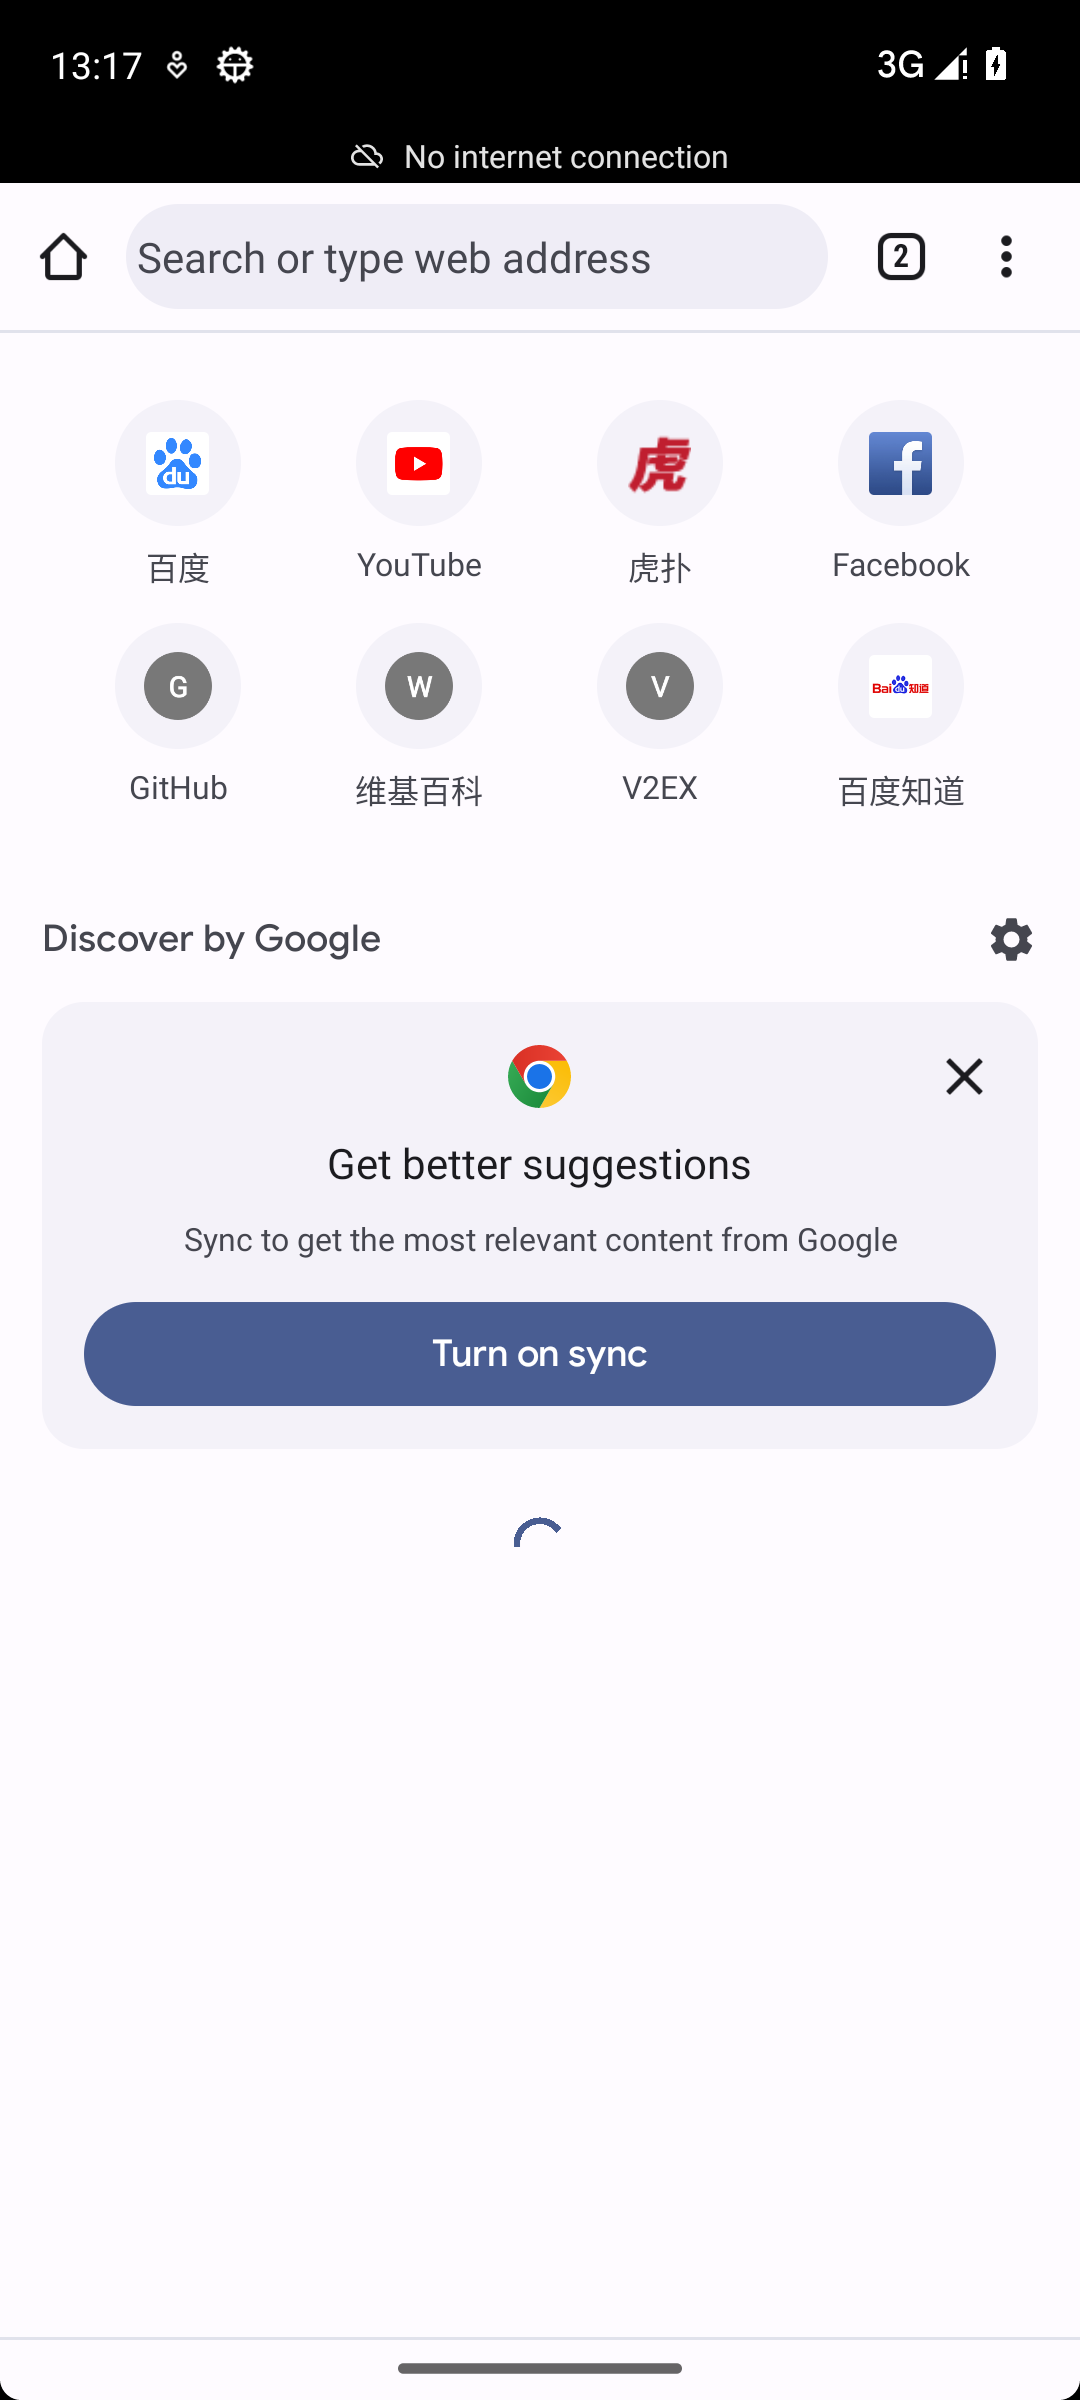 13:17
3G
No internet connection
Search or type web address
2
du
虎
f
百度
YouTube
虎扑
Facebook
G
W
V
Bai du 知道
GitHub
维基百科
V2EX
百度知道
Discover by Google
Get better suggestions
Sync to get the most relevant content from Google
Turn on sync